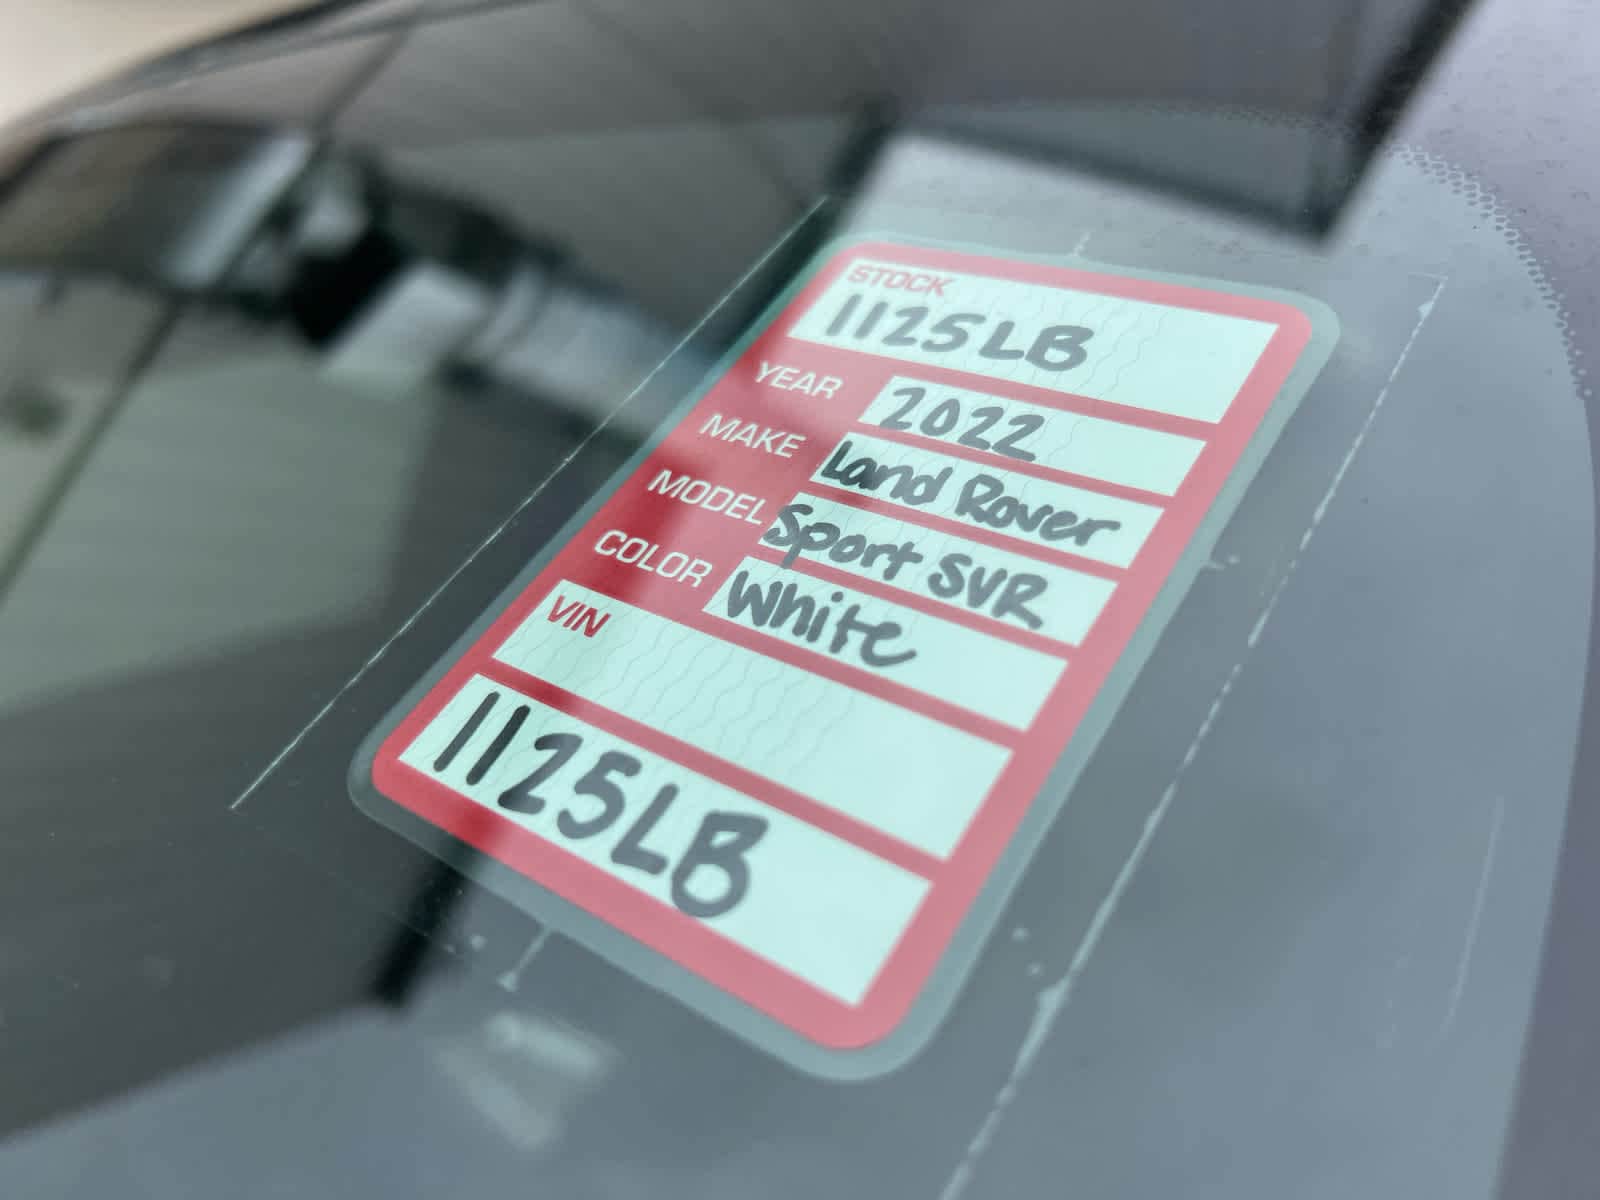 STOCK
1125LB
YEAR 2022
MAKE Land Rover
MODEL Sport SVR
COLOR White
VIN
1125LB